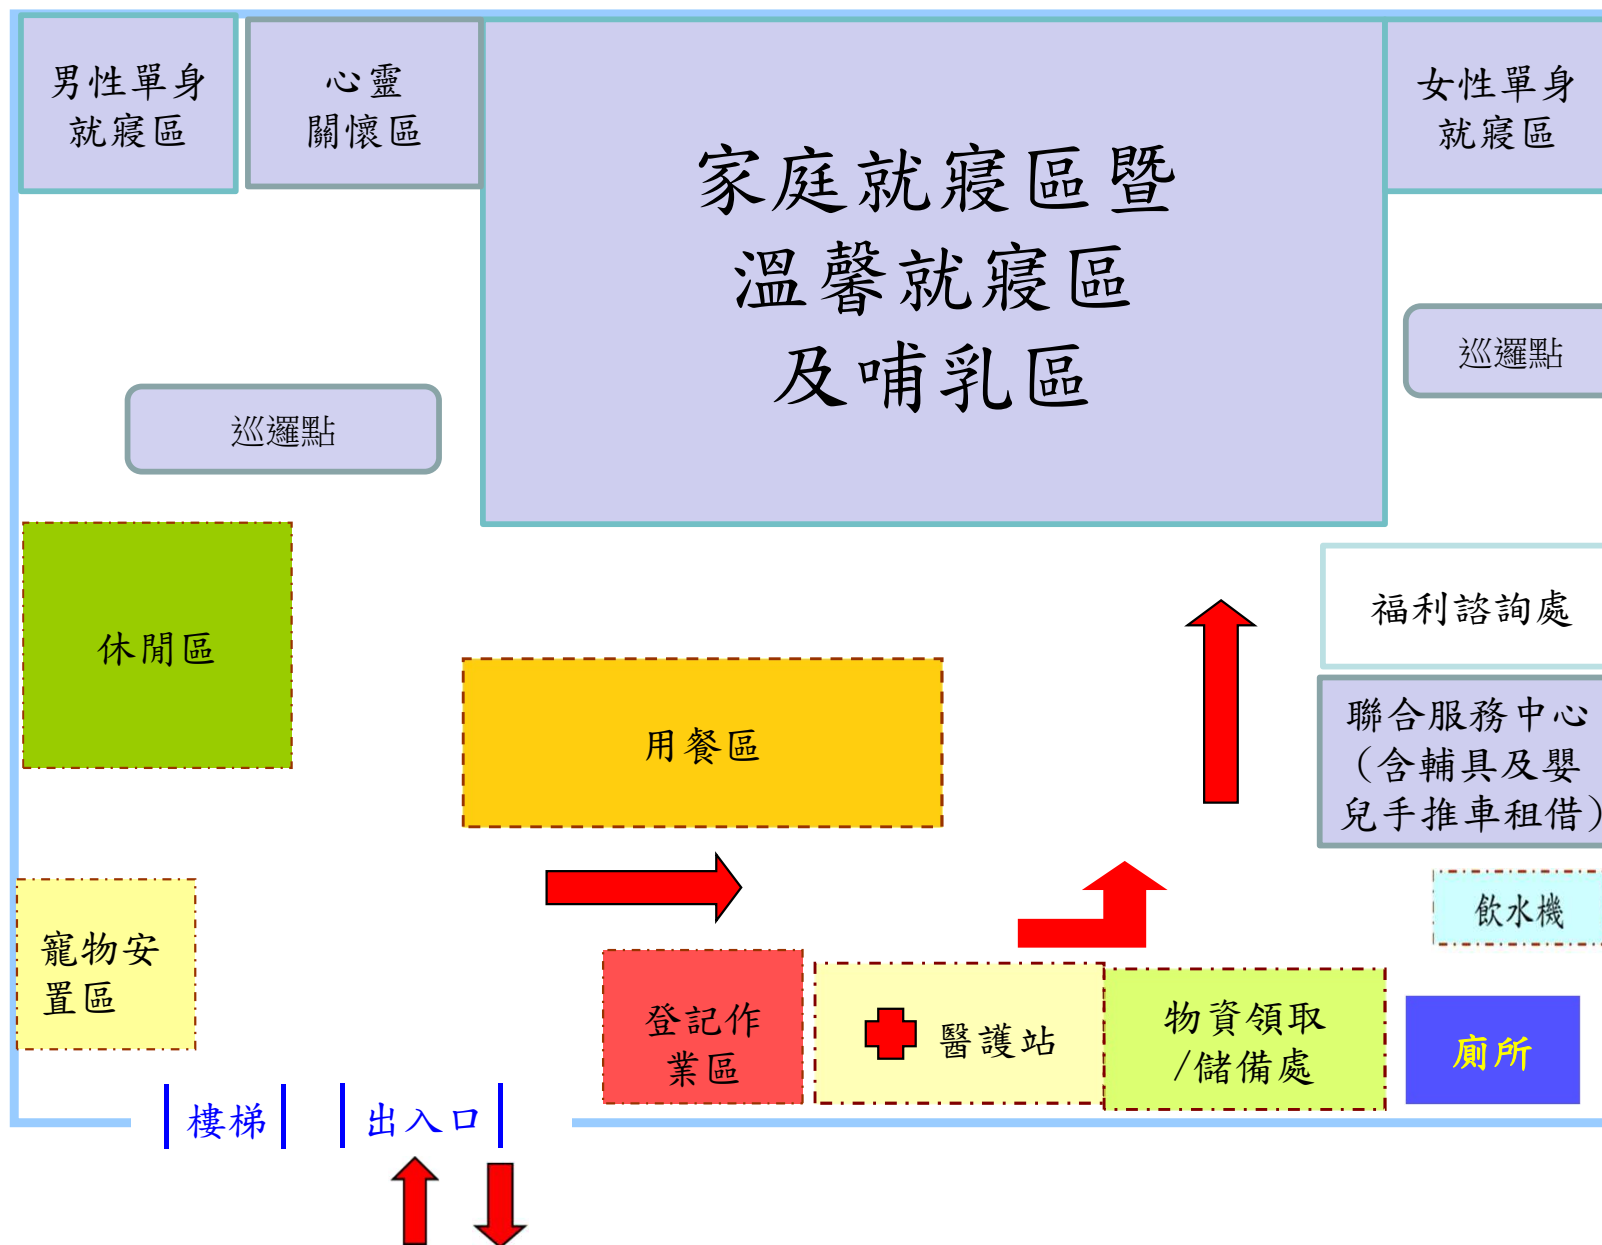 男性單身
就寢區
心靈
關懷區
家庭就寢區暨
溫馨就寢區
及哺乳區
女性單身
就寢區
巡邏點
巡邏點
休閒區
福利諮詢處
用餐區
聯合服務中心
（含輔具及嬰
兒手推車租借）
飲水機
寵物安
置區
登記作
業區
醫護站
物資領取
/儲備處
廁所
樓梯
出入口